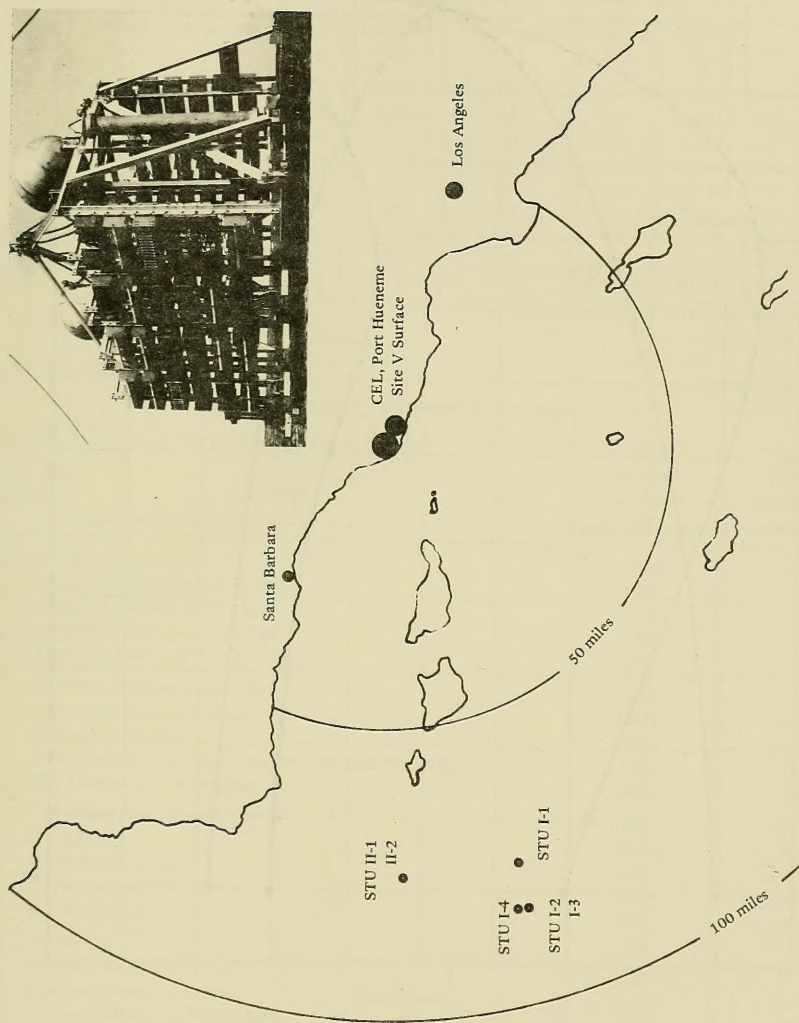 Los Angeles
CEL, Port Hueneme
Site V Surface
Santa Barbara
50 miles
STU II-1
II-2
STU I-1
STU I-4
STU I-2
I-3
100 miles